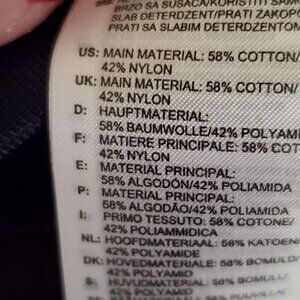 BRZO SA SUŠAČA/KORISTITI SAMO
SLAB DETERDZENT/PRATI ZAKOPČ
PRATI SA SLABIM DETERDZENTOM
US: MAIN MATERIAL: 58% COTTON/
42% NYLON
UK: MAIN MATERIAL: 58% COTTON/
42% NYLON
D: HAUPTMATERIAL:
58% BAUMWOLLE/42% POLYAMI
F: MATIERE PRINCIPALE: 58% COT
42% NYLON
E: MATERIAL PRINCIPAL:
58% ALGODÓN/42% POLIAMIDA
P: MATERIAL PRINCIPAL:
58% ALGODÃO/42% POLIAMIDA
I: PRIMO TESSUTO: 58% COTONE/
42% POLIAMMIDICA
NL: HOOFDMATERIAAL: 58% KATOEN
42% POLYAMIDE
DK: HOVEDMATERIALE: 58% BOMULD/
42% POLYAMID
S: HUVUDMATERIAL: 58% BOMULL/
42% POLYAMID